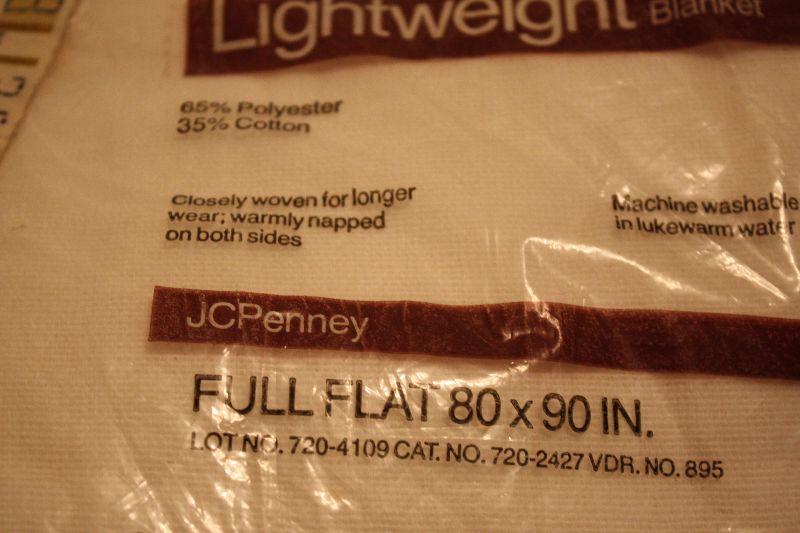 Lightweight Blanket
65% Polyester
35% Cotton
Closely woven for longer
wear; warmly napped
on both sides
Machine washable
in lukewarm water
JCPenney
FULL FLAT 80 x 90 IN.
LOT NO. 720-4109 CAT. NO. 720-2427 VDR. NO. 895